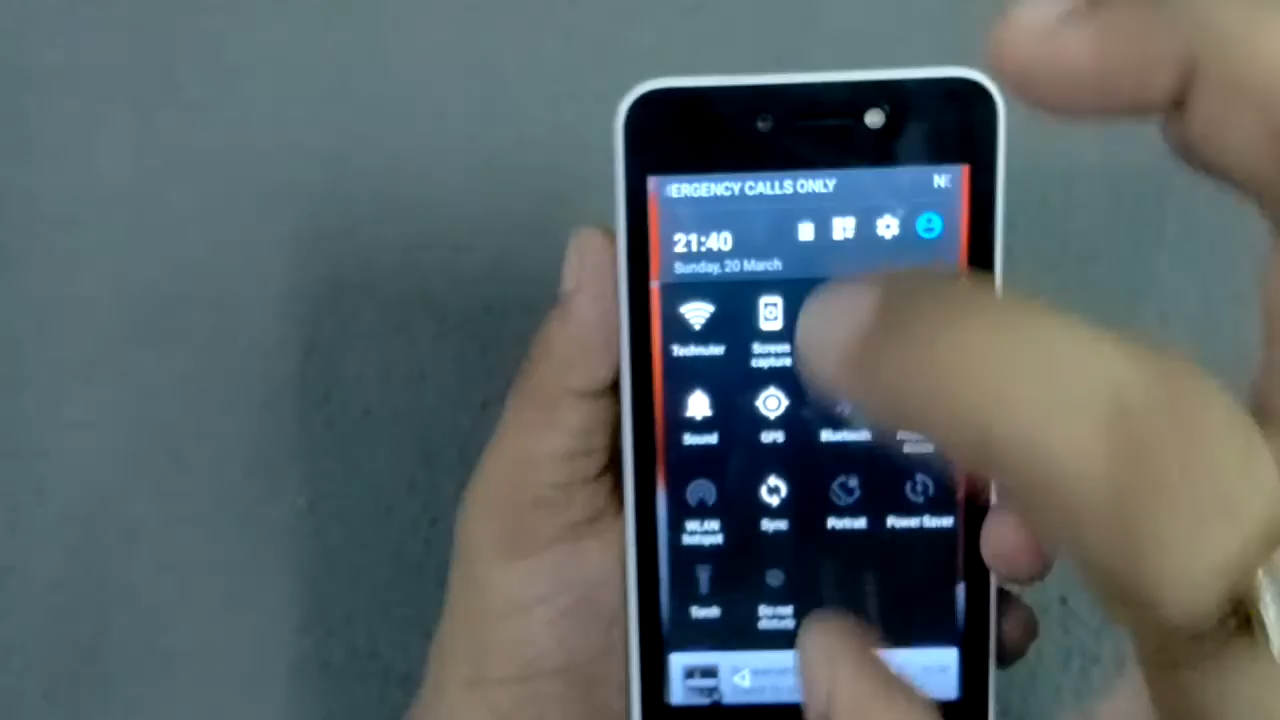 ERGENCY CALLS ONLY
21:40
Sunday, 20 March
Technuter
Screen
capture
Sound
GPS
Bluetooth
WLAN
hotspot
Sync
Portrait
Power Saver
Torch
Do not
disturb